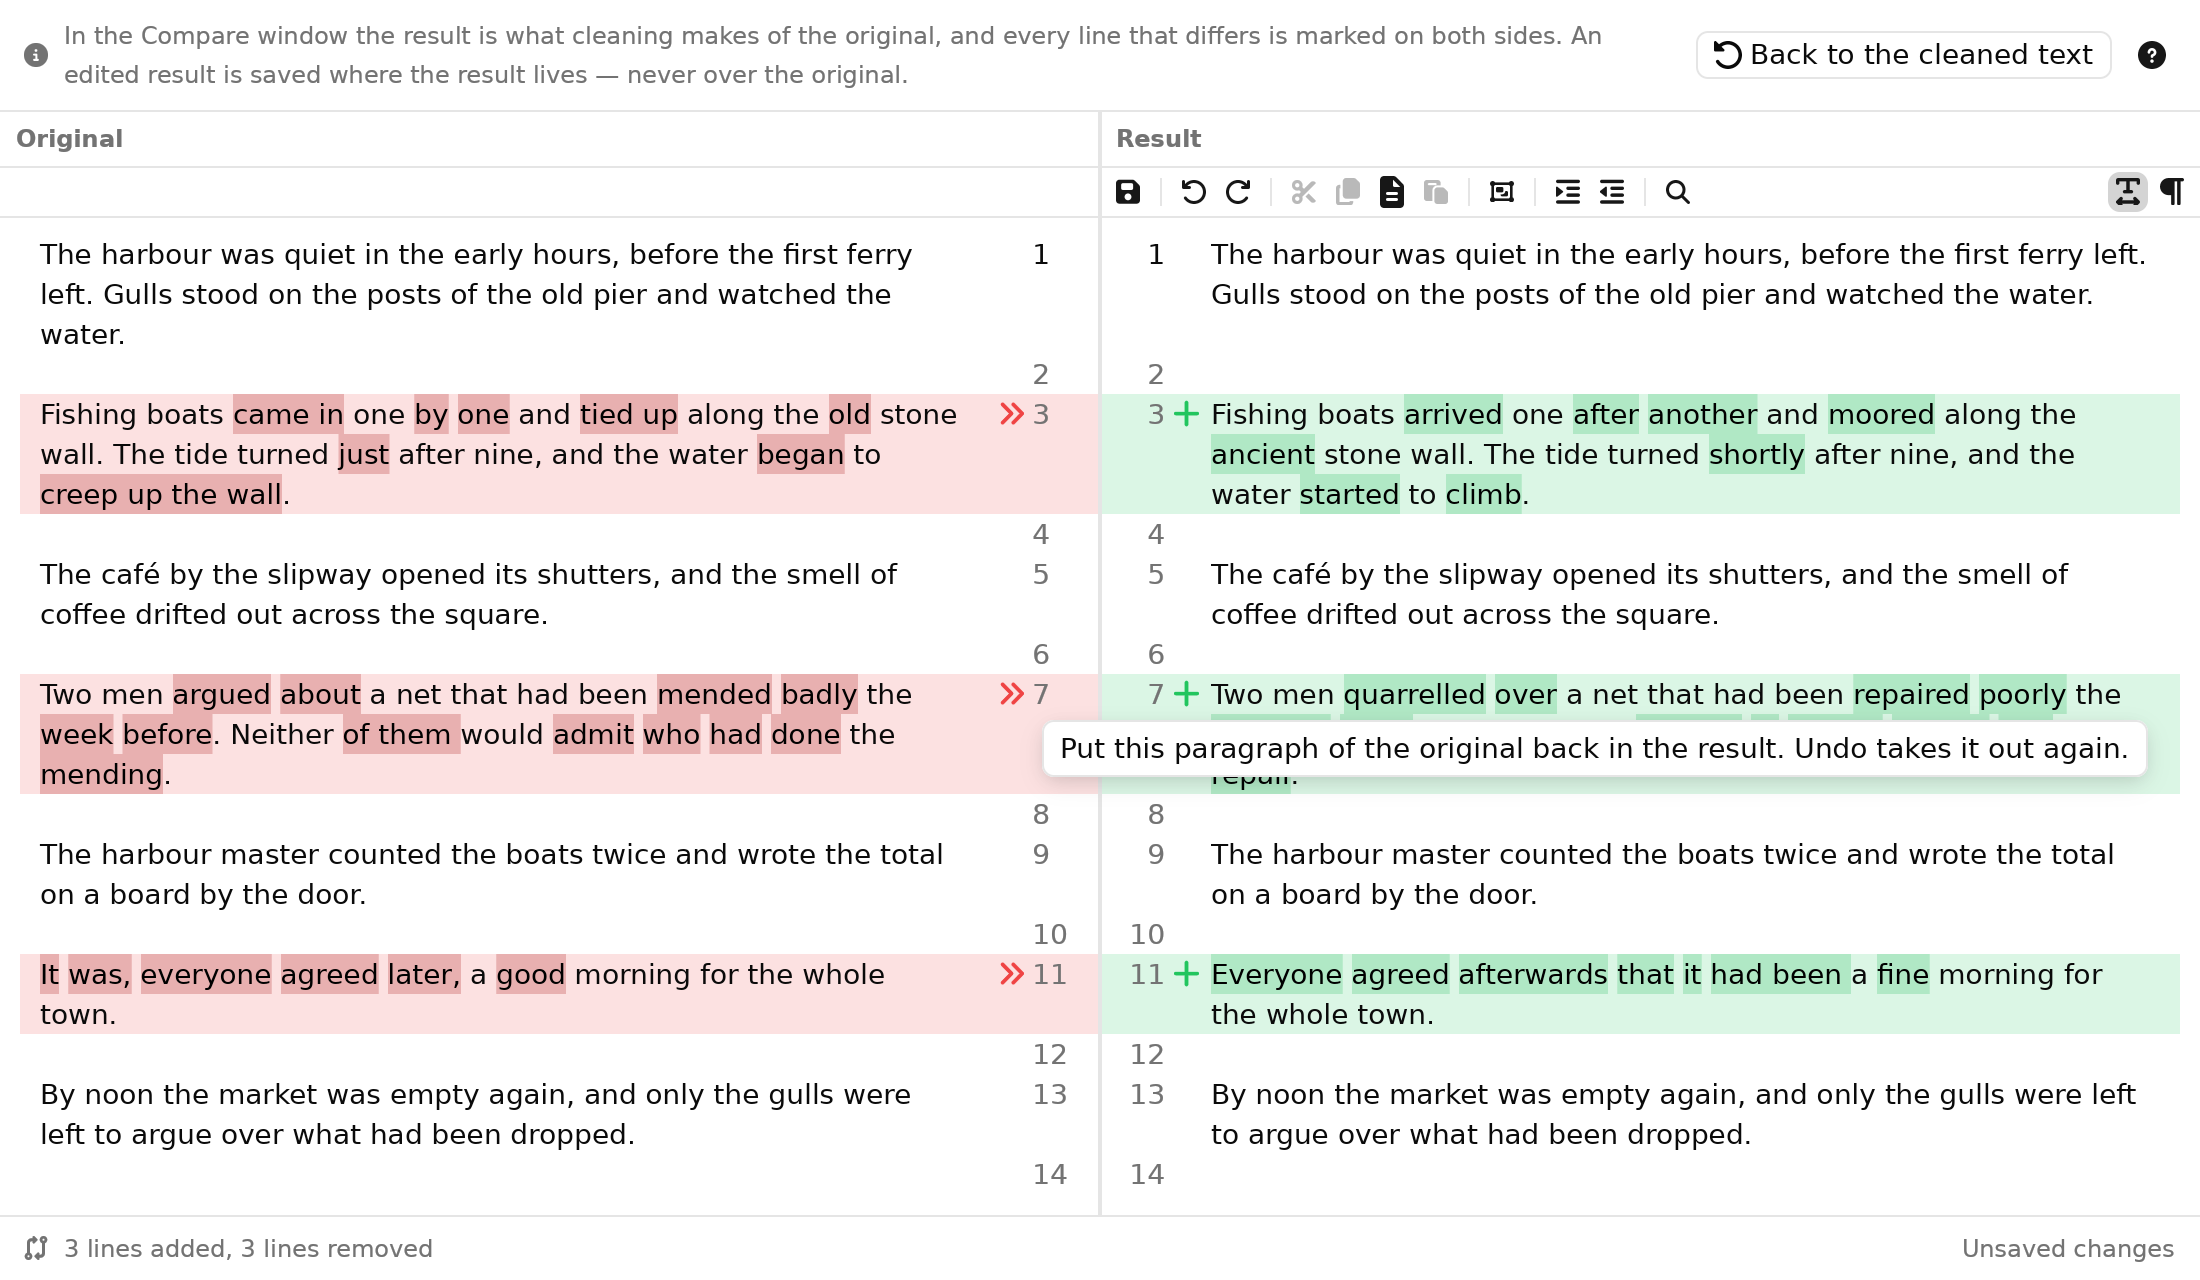 In the Compare window the result is what cleaning makes of the original, and every line that differs is marked on both sides. An
edited result is saved where the result lives — never over the original.
Back to the cleaned text
Original
Result
The harbour was quiet in the early hours, before the first ferry
left. Gulls stood on the posts of the old pier and watched the
water.
1
2
Fishing boats came in one by one and tied up along the old stone
3
wall. The tide turned just after nine, and the water began to
creep up the wall.
4
The café by the slipway opened its shutters, and the smell of
5
coffee drifted out across the square.
6
Two men argued about a net that had been mended badly the
7
week before. Neither of them would admit who had done the
mending.
8
The harbour master counted the boats twice and wrote the total
9
on a board by the door.
10
It was, everyone agreed later, a good morning for the whole
11
town.
12
By noon the market was empty again, and only the gulls were
13
left to argue over what had been dropped.
14
1
The harbour was quiet in the early hours, before the first ferry left.
Gulls stood on the posts of the old pier and watched the water.
2
3
Fishing boats arrived one after another and moored along the
ancient stone wall. The tide turned shortly after nine, and the
water started to climb.
4
5
The café by the slipway opened its shutters, and the smell of
coffee drifted out across the square.
6
7
Two men quarrelled over a net that had been repaired poorly the
Put this paragraph of the original back in the result. Undo takes it out again.
repair.
8
9
The harbour master counted the boats twice and wrote the total
on a board by the door.
10
11
Everyone agreed afterwards that it had been a fine morning for
the whole town.
12
13
By noon the market was empty again, and only the gulls were left
to argue over what had been dropped.
14
3 lines added, 3 lines removed
Unsaved changes